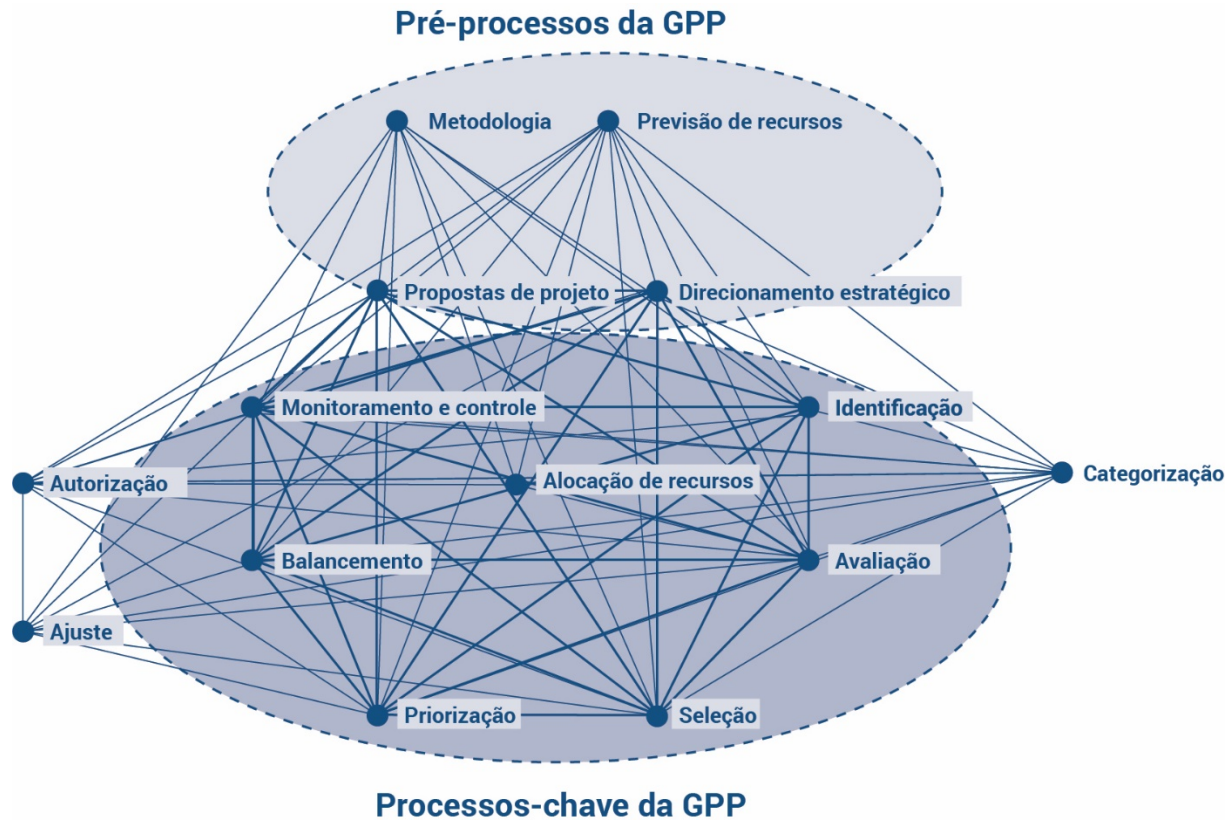 Pré-processos da GPP
Metodologia
Previsão de recursos
Propostas de projeto
Direcionamento estratégico
Monitoramento e controle
Identificação
Autorização
Alocação de recursos
Categorização
Balancemento
Avaliação
Ajuste
Priorização
Seleção
Processos-chave da GPP